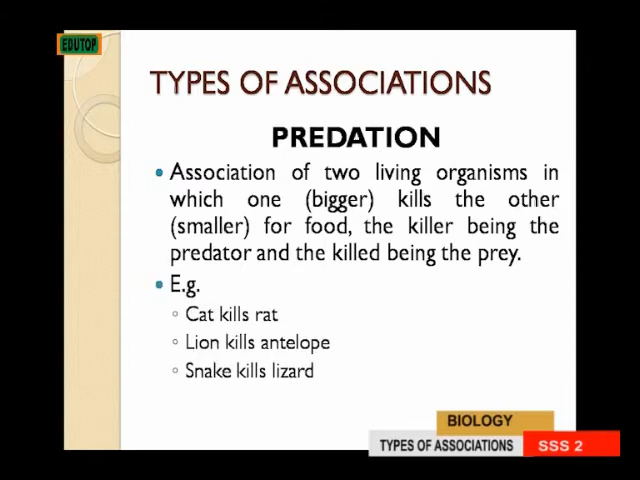 EDUTOP
TYPES OF ASSOCIATIONS
PREDATION
• Association of two living organisms in
which one (bigger) kills the other
(smaller) for food, the killer being the
predator and the killed being the prey.
• E.g.
◦ Cat kills rat
◦ Lion kills antelope
◦ Snake kills lizard
BIOLOGY
TYPES OF ASSOCIATIONS SSS 2